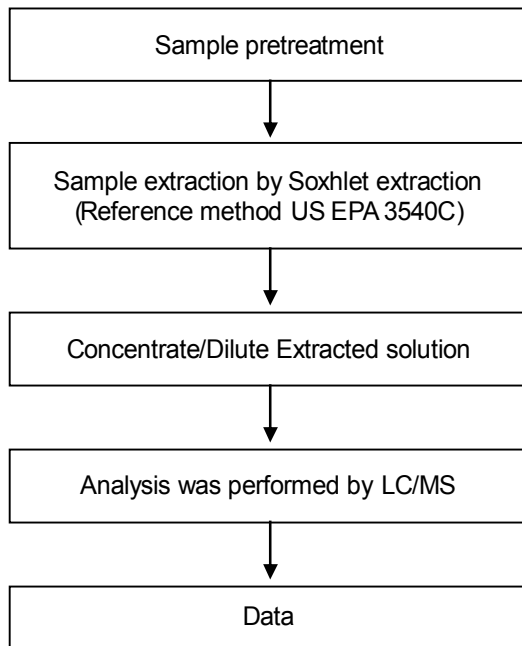 Sample pretreatment
Sample extraction by Soxhlet extraction
(Reference method US EPA 3540C)
Concentrate/Dilute Extracted solution
Analysis was performed by LC/MS
Data